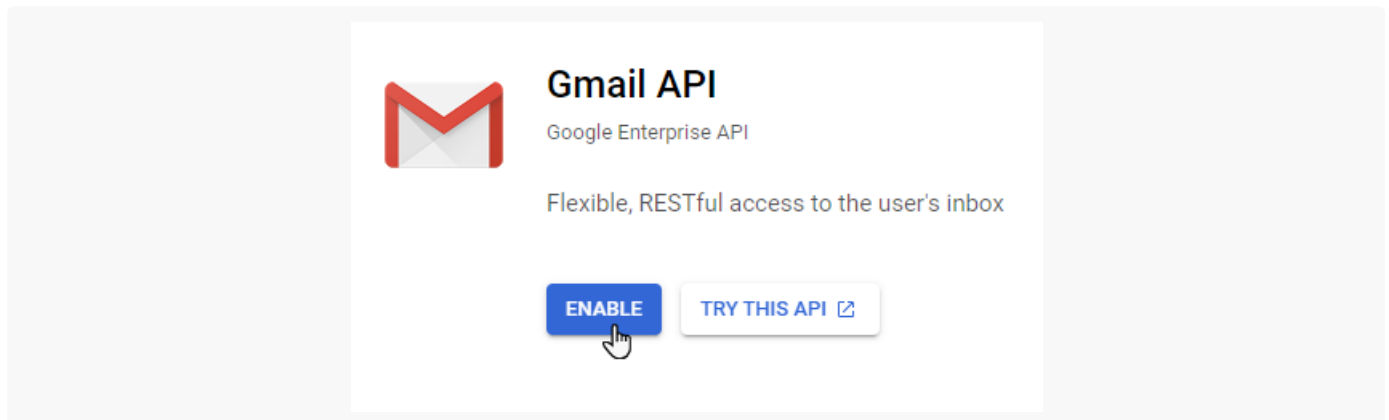 Gmail API
Google Enterprise API
Flexible, RESTful access to the user's inbox
ENABLE
TRY THIS API